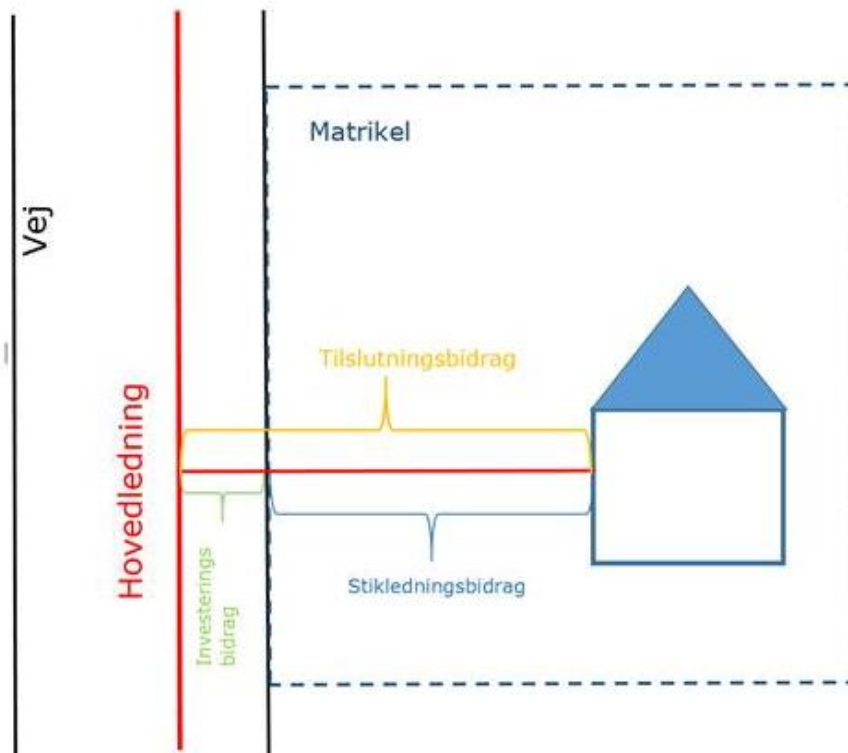 Matrikel
Vej
Tilslutningsbidrag
Hovedledning
Investerings
bidrag
Stikledningsbidrag